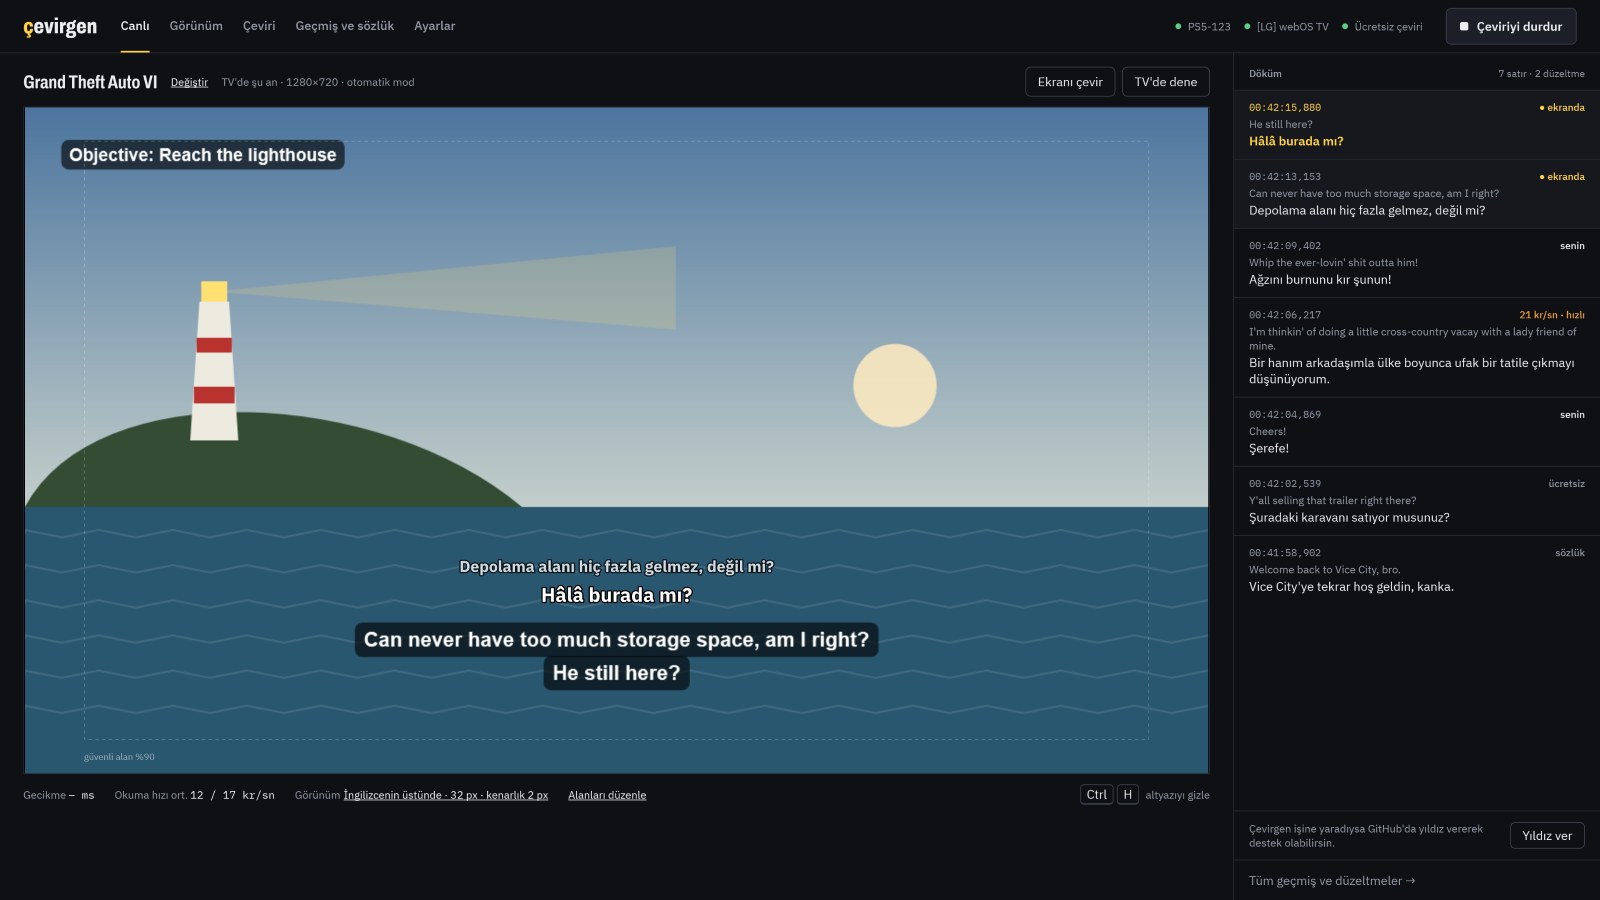 çevirgen
Canlı
Görünüm
Çeviri
Geçmiş ve sözlük
Ayarlar
PS5-123
[LG] webOS TV
Ücretsiz çeviri
Çeviriyi durdur
Grand Theft Auto VI
Değiştir
TV'de şu an · 1280×720 · otomatik mod
Ekranı çevir
TV'de dene
Objective: Reach the lighthouse
Depolama alanı hiç fazla gelmez, değil mi?
Hâlâ burada mı?
Can never have too much storage space, am I right?
He still here?
güvenli alan %90
Gecikme – ms
Okuma hızı ort. 12 / 17 kr/sn
Görünüm İngilizcenin üstünde · 32 px · kenarlık 2 px
Alanları düzenle
Ctrl H altyazıyı gizle
Döküm
7 satır · 2 düzeltme
00:42:15,880
● ekranda
He still here?
Hâlâ burada mı?
00:42:13,153
● ekranda
Can never have too much storage space, am I right?
Depolama alanı hiç fazla gelmez, değil mi?
00:42:09,402
senin
Whip the ever-lovin' shit outta him!
Ağzını burnunu kır şunun!
00:42:06,217
21 kr/sn · hızlı
I'm thinkin' of doing a little cross-country vacay with a lady friend of
mine.
Bir hanım arkadaşımla ülke boyunca ufak bir tatile çıkmayı
düşünüyorum.
00:42:04,869
senin
Cheers!
Şerefe!
00:42:02,539
ücretsiz
Y'all selling that trailer right there?
Şuradaki karavanı satıyor musunuz?
00:41:58,902
sözlük
Welcome back to Vice City, bro.
Vice City'ye tekrar hoş geldin, kanka.
Çevirgen işine yaradıysa GitHub'da yıldız vererek
destek olabilirsin.
Yıldız ver
Tüm geçmiş ve düzeltmeler →